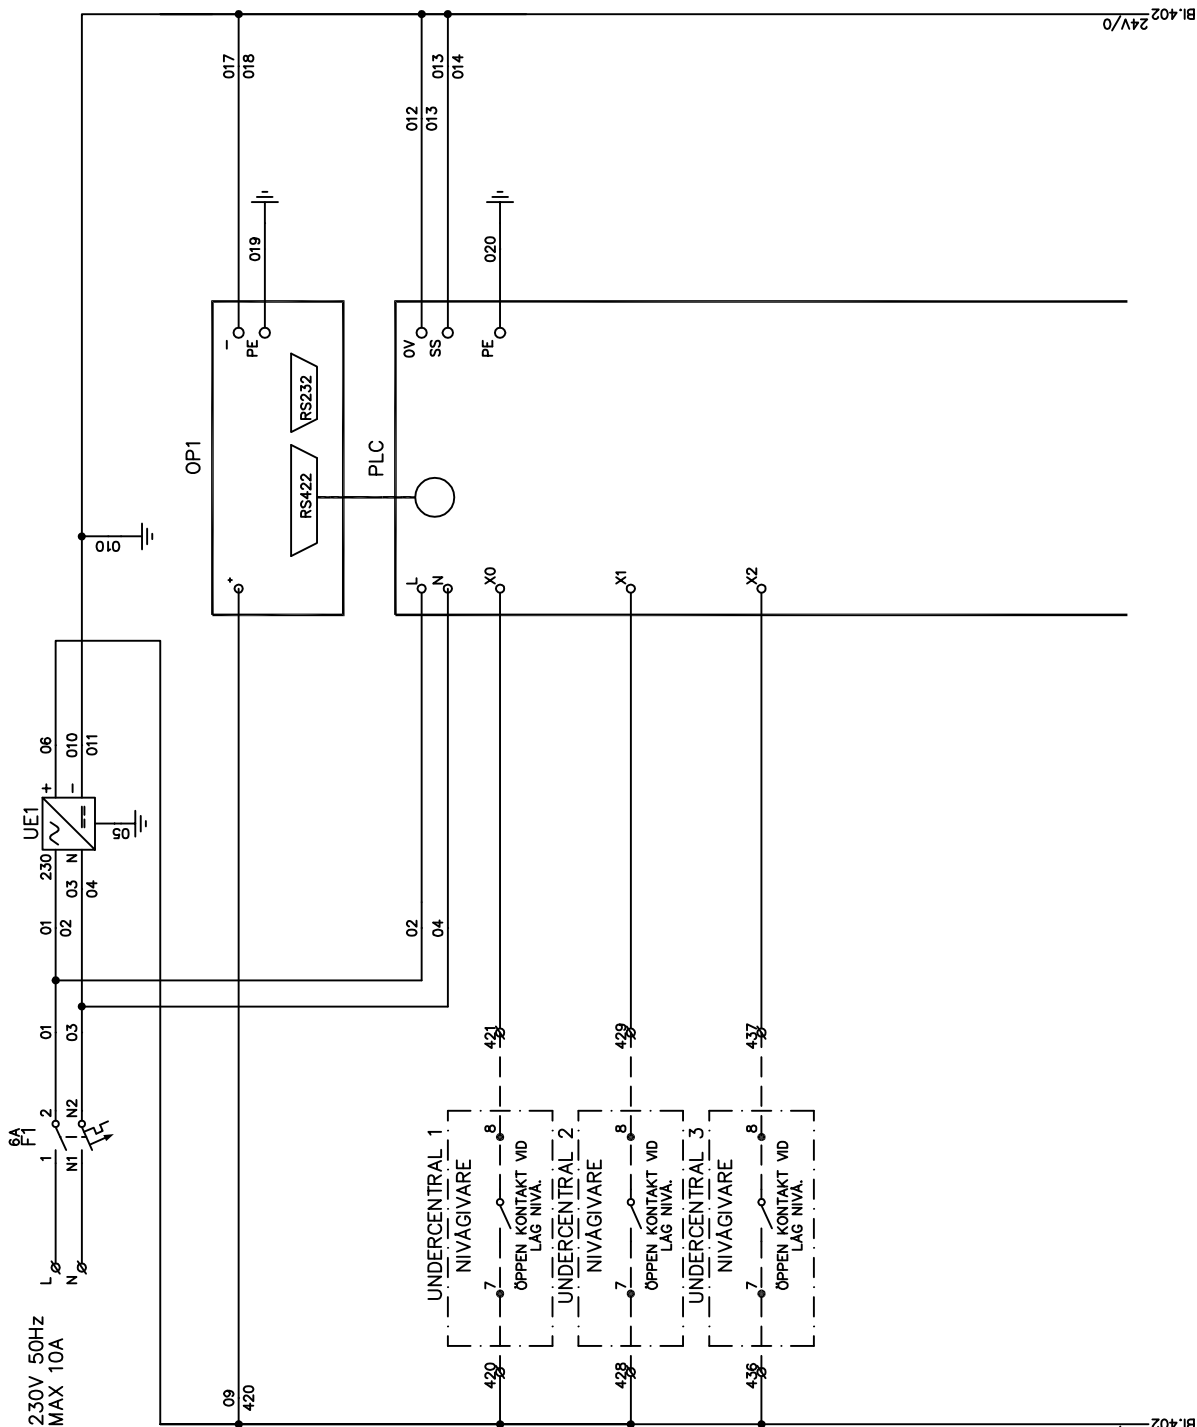 BI.402
24V/0
017
018
013
014
012
013
019
020
-
PE
0V
SS
PE
RS232
OP1
RS422
PLC
010
+
L
N
X0
X1
X2
06
010
011
+
-
UE1
05
230
N
03
04
01
02
02
04
01
03
421
429
437
6A
F1
2
N2
1
N1
UNDERCENTRAL 1
NIVÅGIVARE
8
7
ÖPPEN KONTAKT VID
LÅG NIVÅ.
UNDERCENTRAL 2
NIVÅGIVARE
8
7
ÖPPEN KONTAKT VID
LÅG NIVÅ.
UNDERCENTRAL 3
NIVÅGIVARE
8
7
ÖPPEN KONTAKT VID
LÅG NIVÅ.
L
N
230V 50Hz
MAX 10A
09
420
420
428
436
BI.402